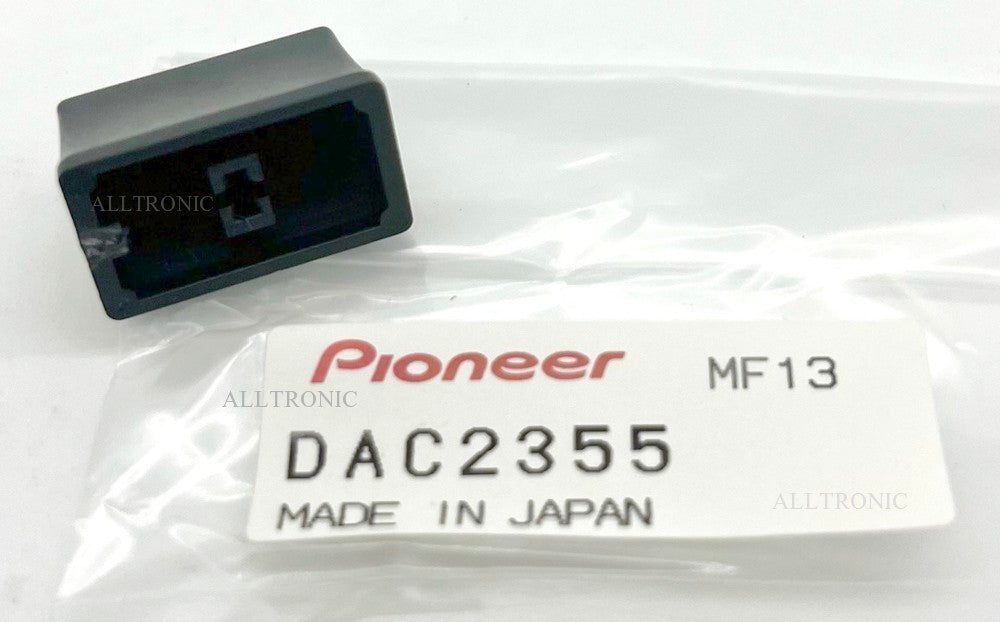 ALLTRONIC
Pioneer MF13
ALLTRONIC
DAC2355
ALLTRONIC
MADE IN JAPAN